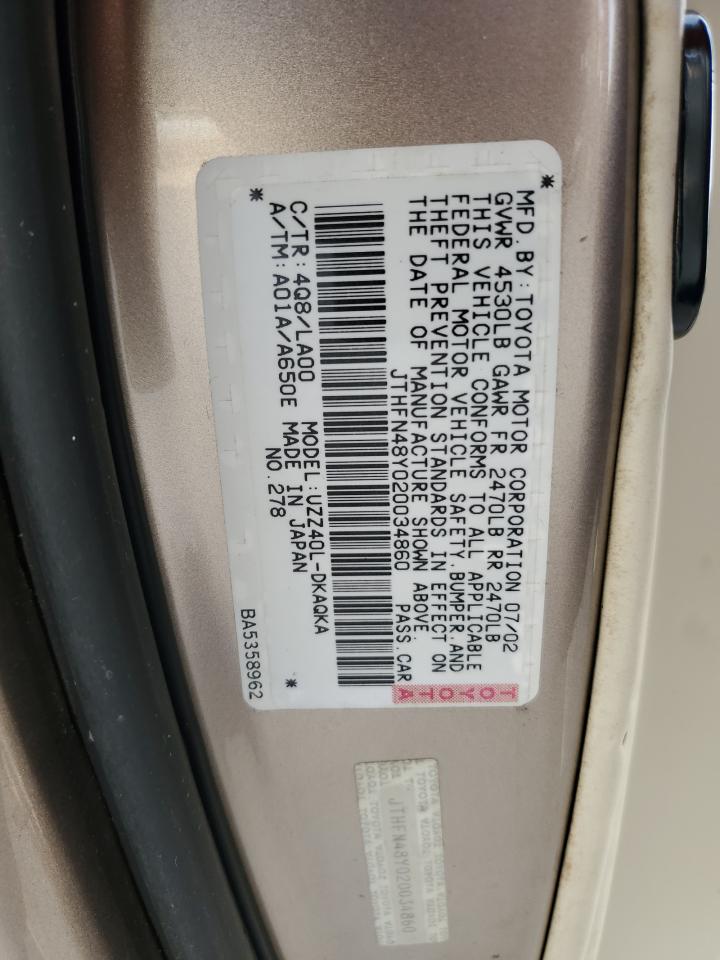 MFD.BY:TOYOTA MOTOR CORPORATION 07/02
GVWR 4530LB GAWR FR 2470LB RR 2470LB
THIS VEHICLE CONFORMS TO ALL APPLICABLE
FEDERAL MOTOR VEHICLE SAFETY,BUMPER,AND
THEFT PREVENTION STANDARDS IN EFFECT ON
THE DATE OF MANUFACTURE SHOWN ABOVE.
*JTHFN48Y020034860* PASS.CAR
TOYOTA
C/TR:4Q8/LA00 MODEL:UZZ40L-DKAQKA
A/TM:A01A/A650E MADE IN JAPAN
NO.278
BA5358962
JTHFN48Y020034860